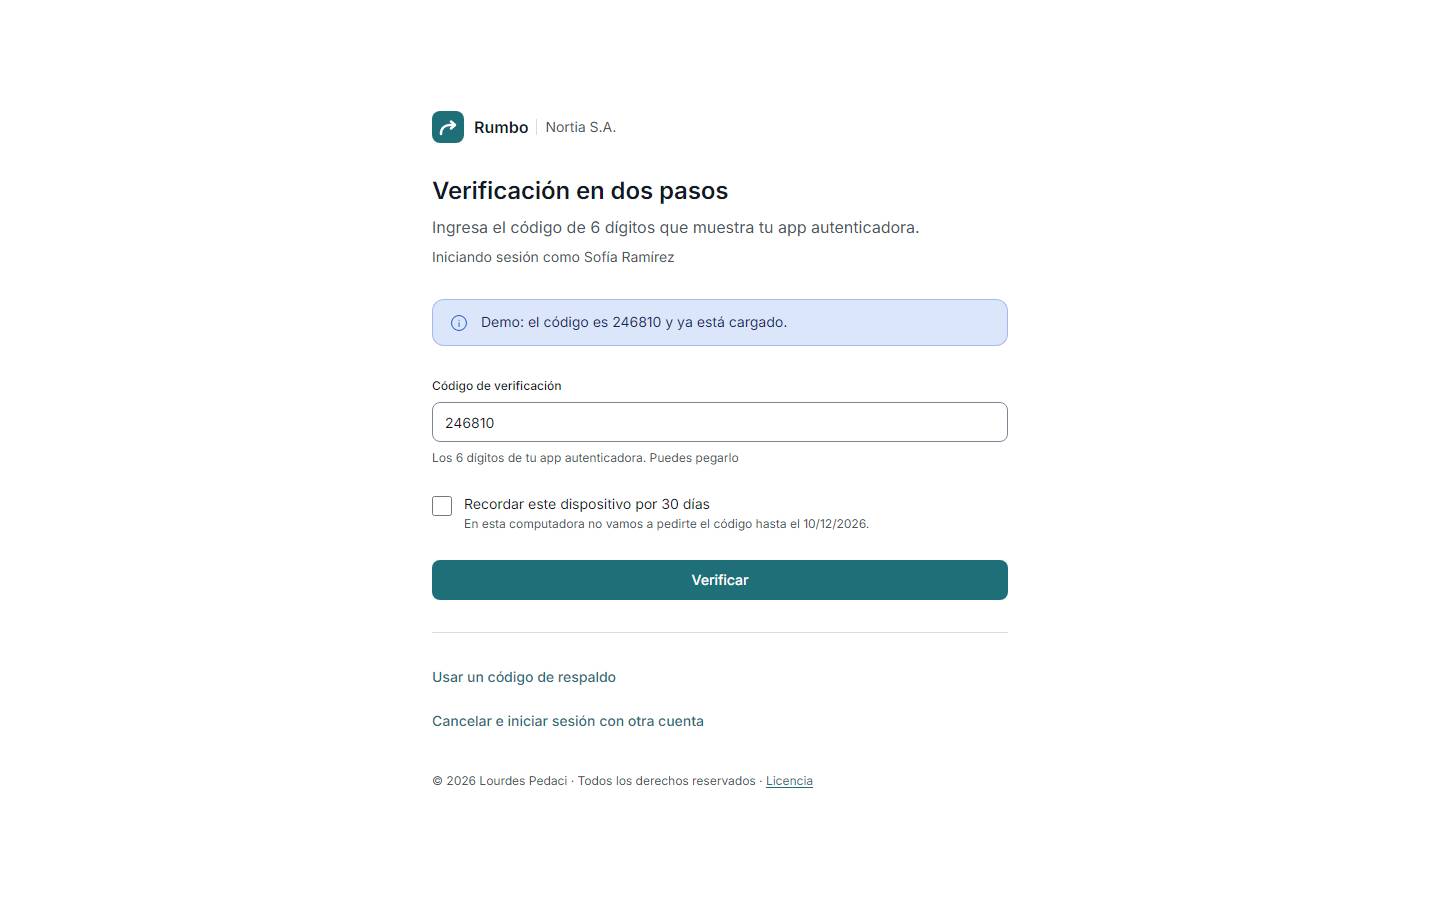 Rumbo Nortia S.A.
Verificación en dos pasos
Ingresa el código de 6 dígitos que muestra tu app autenticadora.
Iniciando sesión como Sofía Ramírez
Demo: el código es 246810 y ya está cargado.
Código de verificación
246810
Los 6 dígitos de tu app autenticadora. Puedes pegarlo
Recordar este dispositivo por 30 días
En esta computadora no vamos a pedirte el código hasta el 10/12/2026.
Verificar
Usar un código de respaldo
Cancelar e iniciar sesión con otra cuenta
© 2026 Lourdes Pedaci · Todos los derechos reservados · Licencia